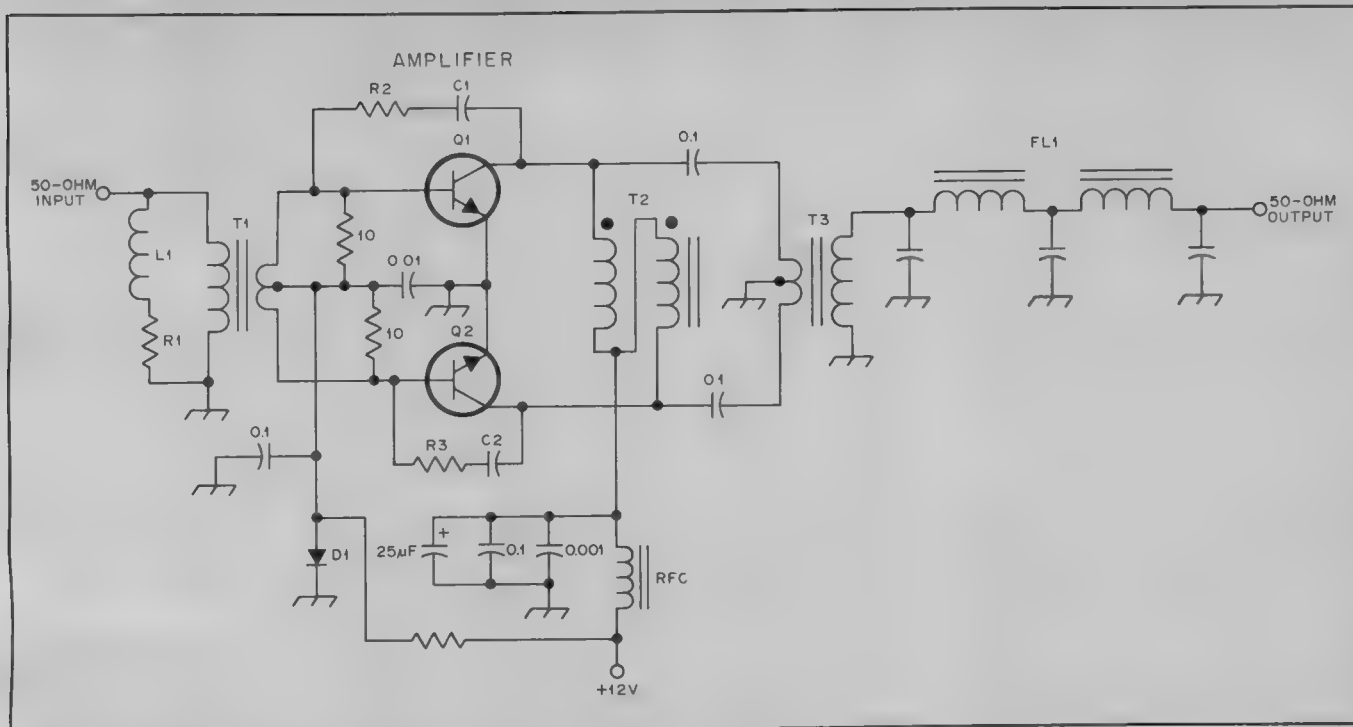 AMPLIFIER
R2
C1
Q1
0.1
FL1
50-OHM
INPUT
T1
L1
R1
10
0.01
T2
T3
50-OHM
OUTPUT
10
Q2
0.1
0.1
R3
C2
25µF
+
0.1
0.001
RFC
D1
+12V